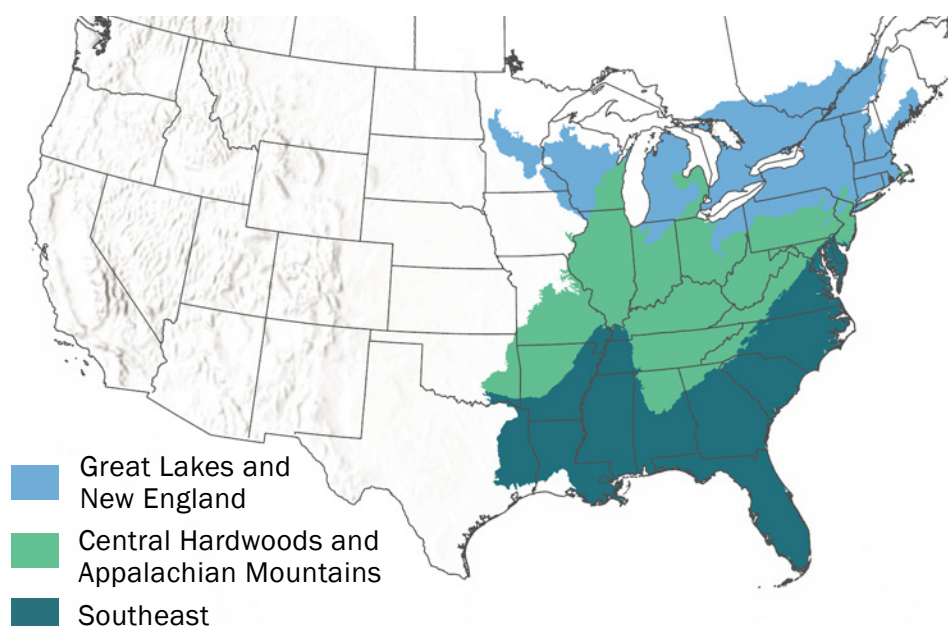 Great Lakes and
New England
Central Hardwoods and
Appalachian Mountains
Southeast